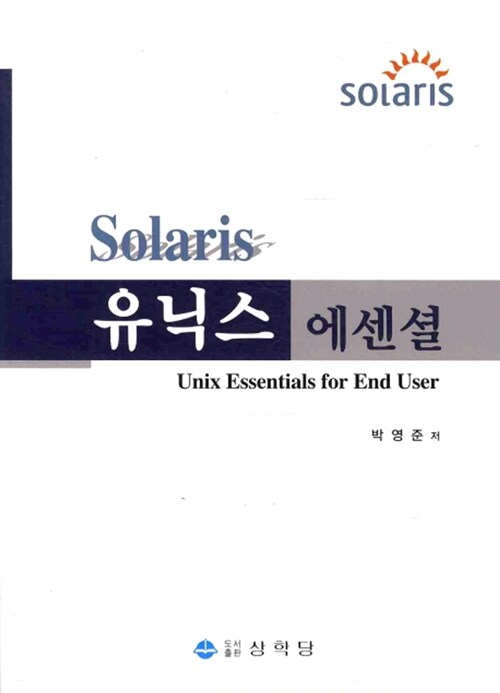 solaris
Solaris
유닉스 에센셜
Unix Essentials for End User
박영준 저
도서출판 상학당